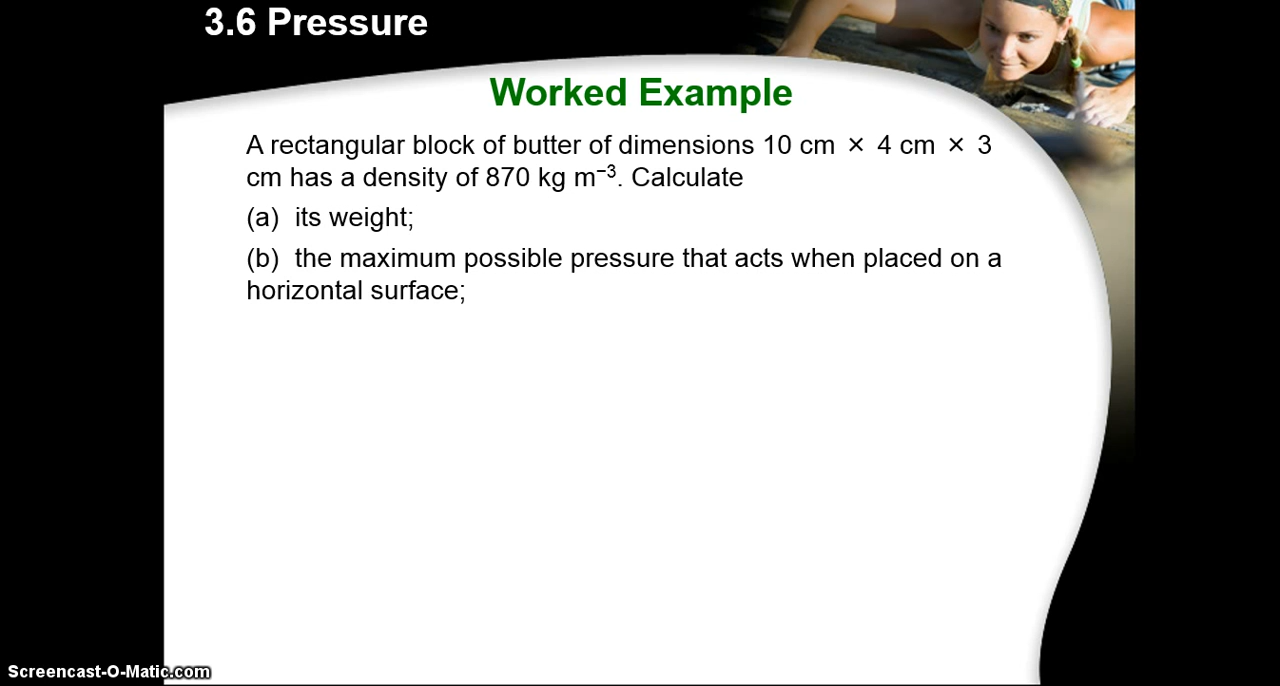 3.6 Pressure
Worked Example
A rectangular block of butter of dimensions 10 cm × 4 cm × 3
cm has a density of 870 kg m⁻³. Calculate
(a) its weight;
(b) the maximum possible pressure that acts when placed on a
horizontal surface;
Screencast-O-Matic.com